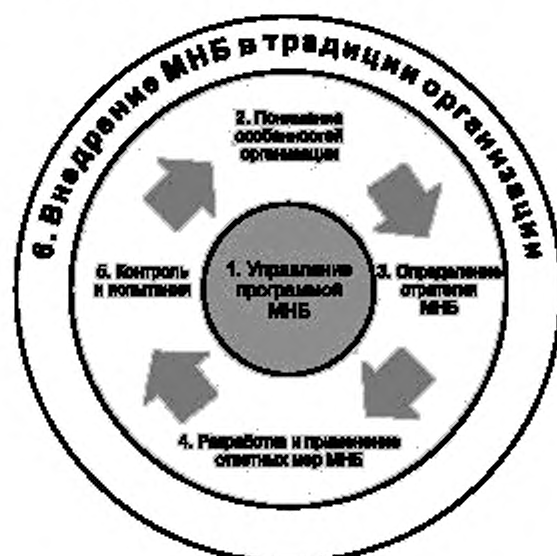 6. Внедрение МНБ в традиции организации
2. Понимание
особенностей
организации
3. Определение
стратегии
МНБ
1. Управление
программой
МНБ
5. Контроль
и испытания
4. Разработка и применение
ответных мер МНБ